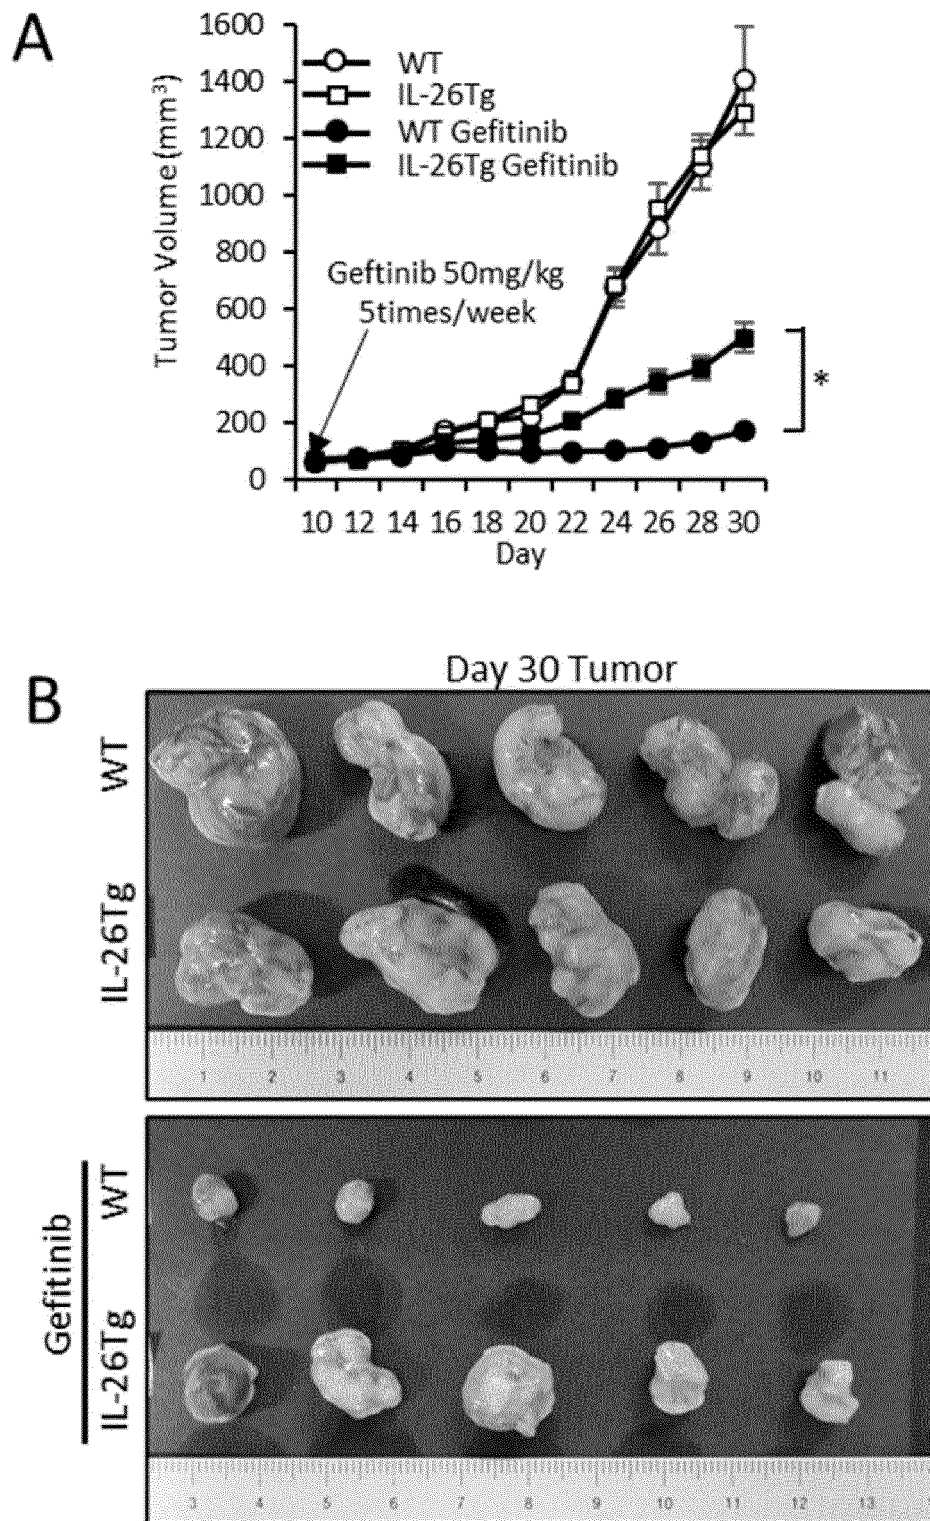 A
1600
1400
1200
1000
800
600
400
200
0
Tumor Volume (mm³)
WT
IL-26Tg
WT Gefitinib
IL-26Tg Gefitinib
Geftinib 50mg/kg
5times/week
*
10 12 14 16 18 20 22 24 26 28 30
Day
B
Day 30 Tumor
WT
IL-26Tg
1 2 3 4 5 6 7 8 9 10 11
Gefitinib
WT
IL-26Tg
3 4 5 6 7 8 9 10 11 12 13